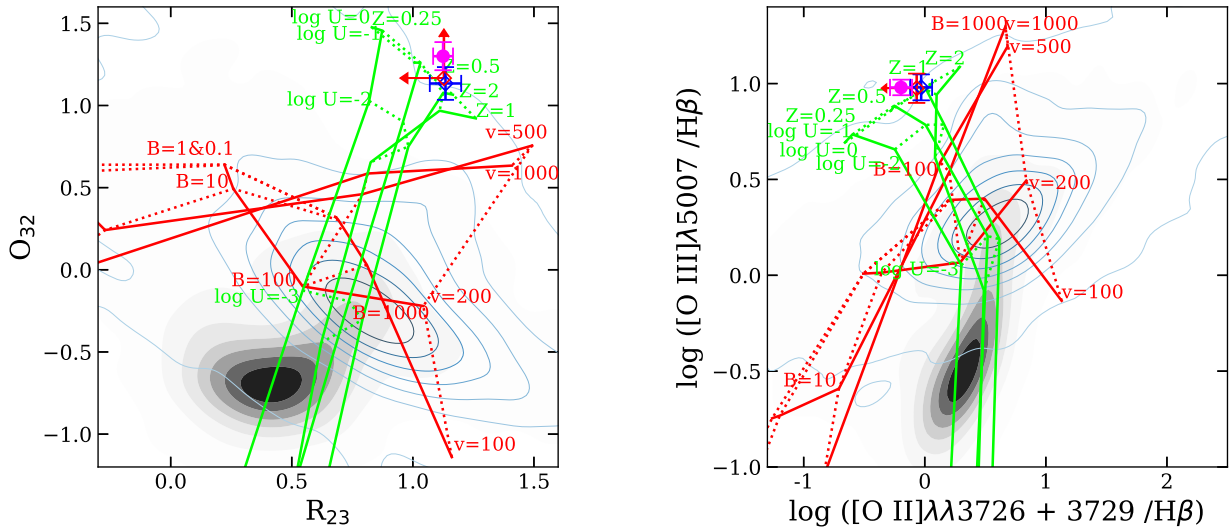 log U=0
Z=0.25
log U=-1
Z=0.5
log U=-2
Z=2
Z=1
v=500
B=1&0.1
v=1000
B=10
B=100
log U=-3
v=200
B=1000
v=100
1.5
1.0
0.5
0.0
−0.5
−1.0
O32
0.0
0.5
1.0
1.5
R23
B=1000
v=1000
v=500
Z=2
Z=1
Z=0.5
Z=0.25
log U=-1
log U=0
log U=-2
B=100
v=200
log U=-3
v=100
B=10
1.0
0.5
0.0
−0.5
−1.0
log ([O III]λ5007 /Hβ)
-1
0
1
2
log ([O II]λλ3726 + 3729 /Hβ)